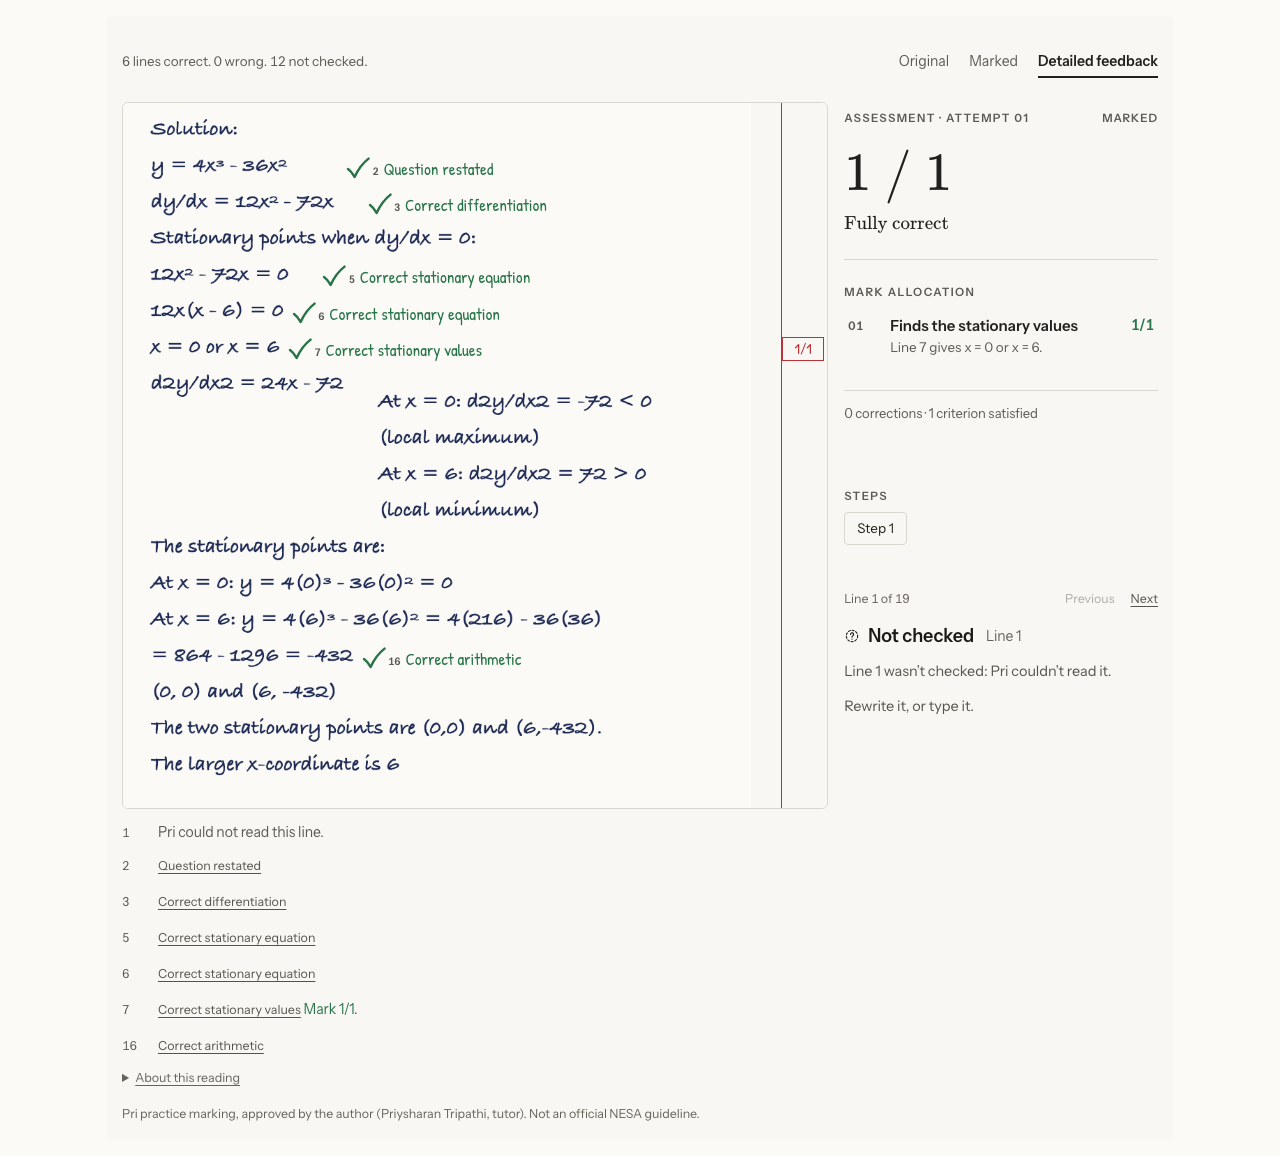 6 lines correct. 0 wrong. 12 not checked.
Original Marked Detailed feedback
Solution:
y = 4x³ - 36x² ✓ 2 Question restated
dy/dx = 12x² - 72x ✓ 3 Correct differentiation
Stationary points when dy/dx = 0:
12x² - 72x = 0 ✓ 5 Correct stationary equation
12x(x - 6) = 0 ✓ 6 Correct stationary equation
x = 0 or x = 6 ✓ 7 Correct stationary values 1/1
d2y/dx2 = 24x - 72
At x = 0: d2y/dx2 = -72 < 0
(local maximum)
At x = 6: d2y/dx2 = 72 > 0
(local minimum)
The stationary points are:
At x = 0: y = 4(0)³ - 36(0)² = 0
At x = 6: y = 4(6)³ - 36(6)² = 4(216) - 36(36)
= 864 - 1296 = -432 ✓ 16 Correct arithmetic
(0, 0) and (6, -432)
The two stationary points are (0,0) and (6,-432).
The larger x-coordinate is 6
ASSESSMENT · ATTEMPT 01 MARKED
1 / 1
Fully correct
MARK ALLOCATION
01 Finds the stationary values 1/1
Line 7 gives x = 0 or x = 6.
0 corrections · 1 criterion satisfied
STEPS
Step 1
Line 1 of 19 Previous Next
Not checked Line 1
Line 1 wasn’t checked: Pri couldn’t read it.
Rewrite it, or type it.
1 Pri could not read this line.
2 Question restated
3 Correct differentiation
5 Correct stationary equation
6 Correct stationary equation
7 Correct stationary values Mark 1/1.
16 Correct arithmetic
▶ About this reading
Pri practice marking, approved by the author (Priysharan Tripathi, tutor). Not an official NESA guideline.